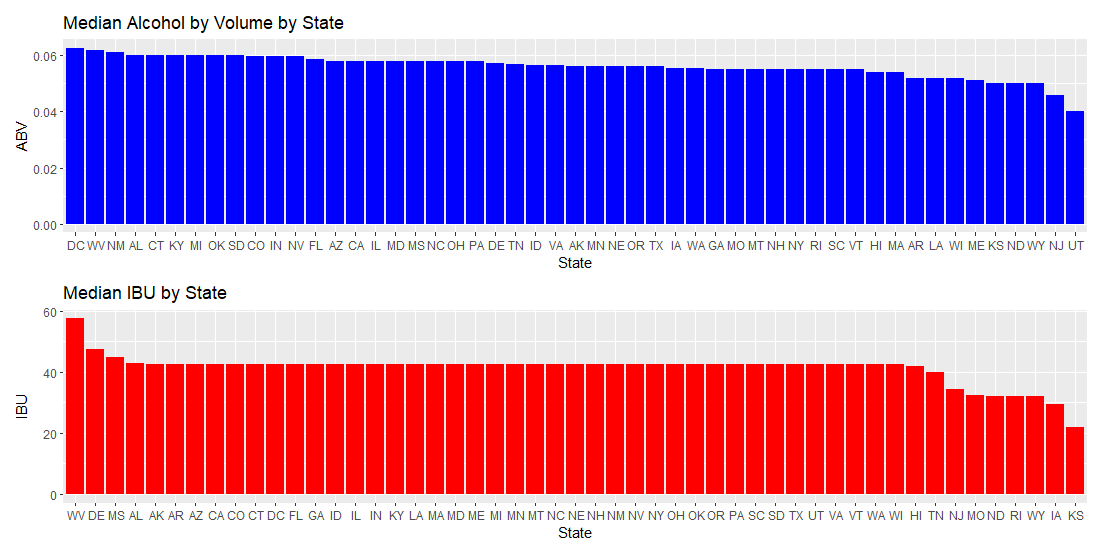 Median Alcohol by Volume by State
0.06
0.04
0.02
0.00
ABV
DC WV NM AL CT KY MI OK SD CO IN NV FL AZ CA IL MD MS NC OH PA DE TN ID VA AK MN NE OR TX IA WA GA MO MT NH NY RI SC VT HI MA AR LA WI ME KS ND WY NJ UT
State
Median IBU by State
60
40
20
0
IBU
WV DE MS AL AK AR AZ CA CO CT DC FL GA ID IL IN KY LA MA MD ME MI MN MT NC NE NH NM NV NY OH OK OR PA SC SD TX UT VA VT WA WI HI TN NJ MO ND RI WY IA KS
State